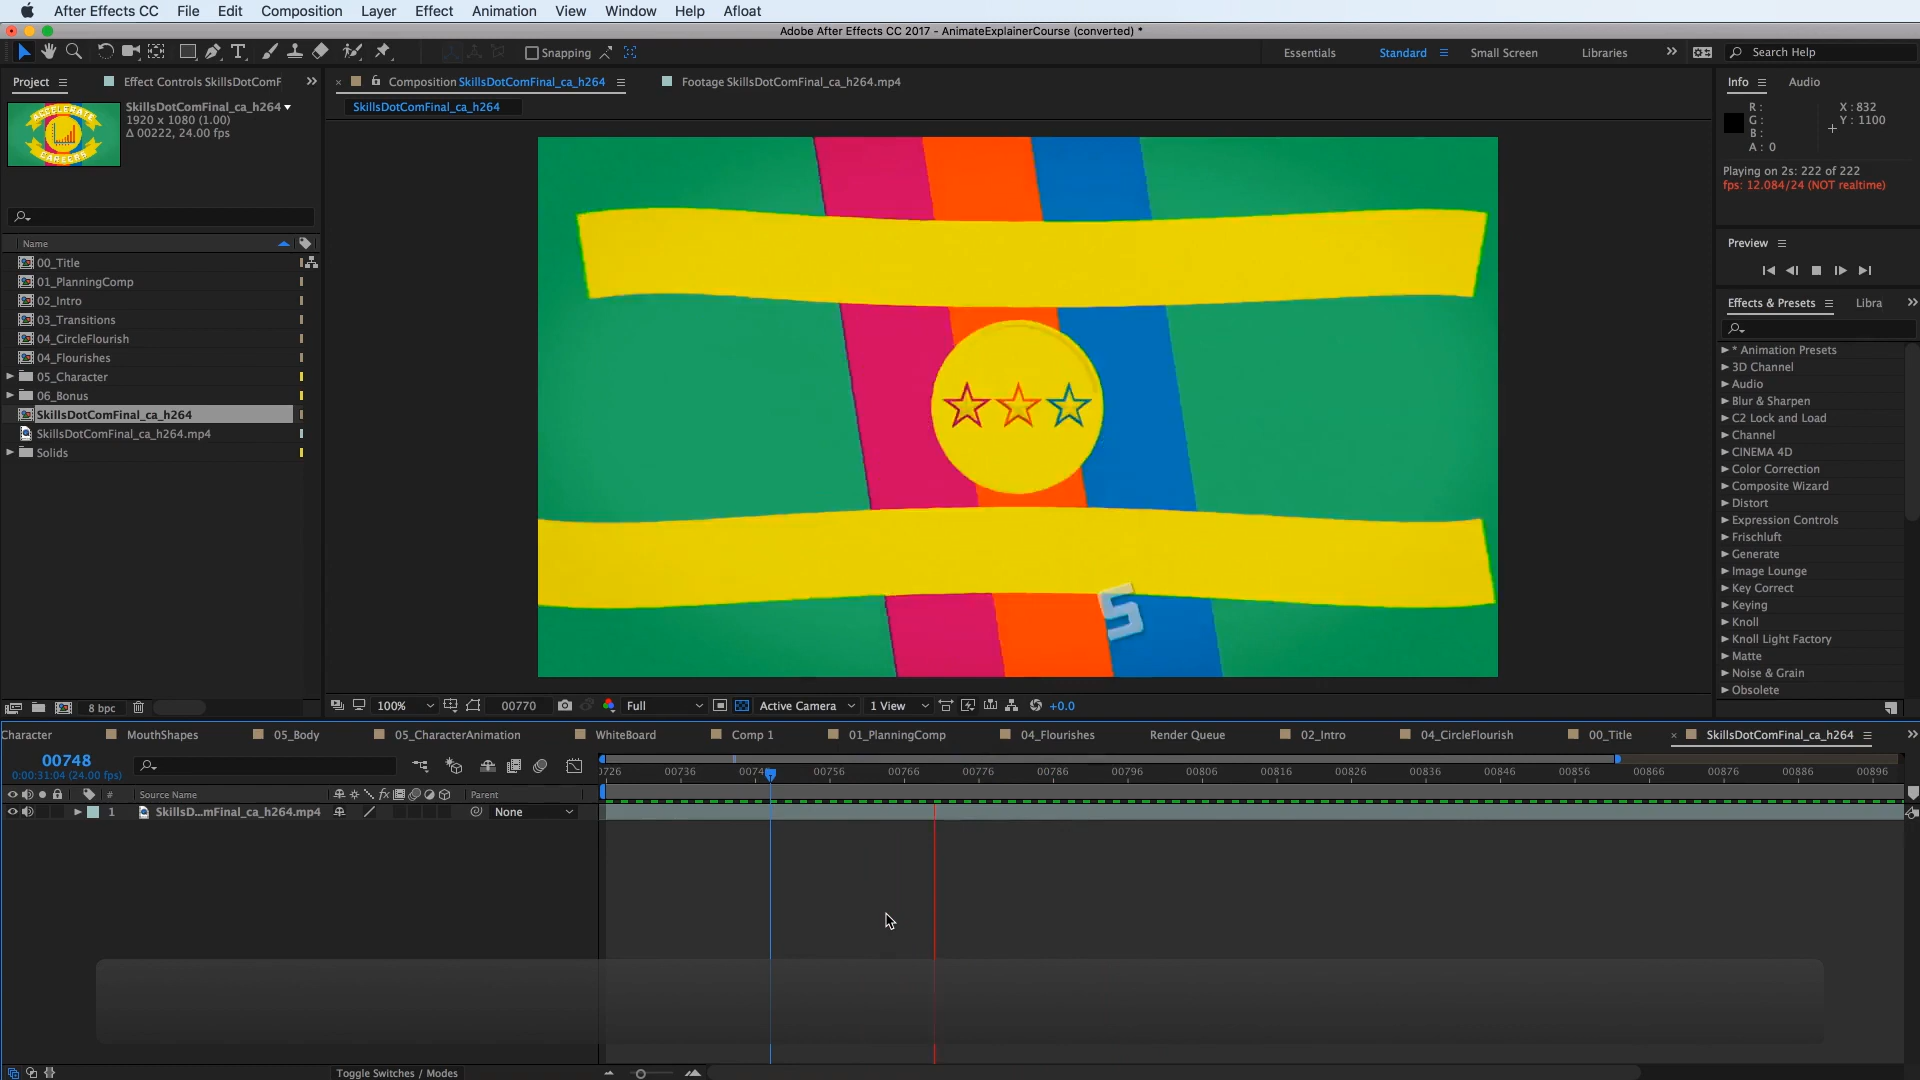 After Effects CC File Edit Composition Layer Effect Animation View Window Help Afloat
Adobe After Effects CC 2017 - AnimateExplainerCourse (converted) *
Snapping Essentials Standard Small Screen Libraries >> Search Help
Project Effect Controls SkillsDotComF >>
Composition SkillsDotComFinal_ca_h264 Footage SkillsDotComFinal_ca_h264.mp4
SkillsDotComFinal_ca_h264
SkillsDotComFinal_ca_h264
1920 x 1080 (1.00)
Δ 00222, 24.00 fps
ACCELERATE
CAREERS
Name
00_Title
01_PlanningComp
02_Intro
03_Transitions
04_CircleFlourish
04_Flourishes
05_Character
06_Bonus
SkillsDotComFinal_ca_h264
SkillsDotComFinal_ca_h264.mp4
Solids
8 bpc
S
100% 00770 Full Active Camera 1 View +0.0
Info Audio
R :
G :
B :
A : 0
X : 832
Y : 1100
Playing on 2s: 222 of 222
fps: 12.084/24 (NOT realtime)
Preview
Effects & Presets Libra >>
* Animation Presets
3D Channel
Audio
Blur & Sharpen
C2 Lock and Load
Channel
CINEMA 4D
Color Correction
Composite Wizard
Distort
Expression Controls
Frischluft
Generate
Image Lounge
Key Correct
Keying
Knoll
Knoll Light Factory
Matte
Noise & Grain
Obsolete
Character MouthShapes 05_Body 05_CharacterAnimation WhiteBoard Comp 1 01_PlanningComp 04_Flourishes Render Queue 02_Intro 04_CircleFlourish 00_Title SkillsDotComFinal_ca_h264 >>
00748
0:00:31:04 (24.00 fps)
00736 00756 00766 00776 00786 00796 00806 00816 00826 00836 00846 00856 00866 00876 00886 00896
# Source Name Parent
1 SkillsD...mFinal_ca_h264.mp4 None
Toggle Switches / Modes